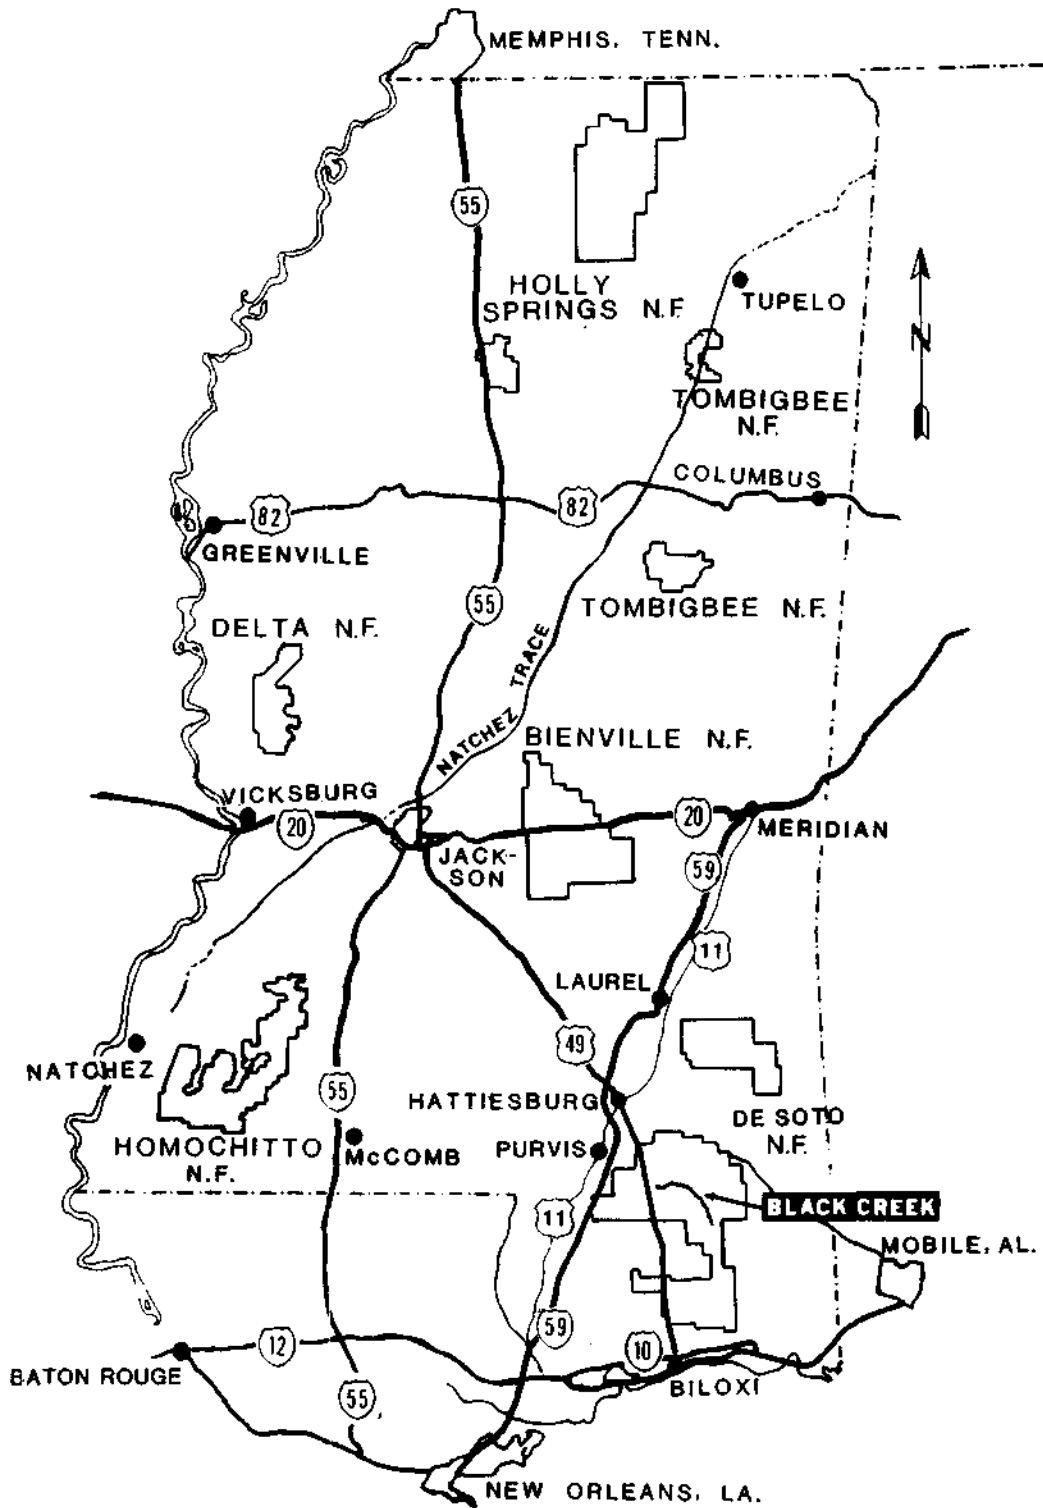 MEMPHIS, TENN.
55
HOLLY
SPRINGS N.F.
TUPELO
N
TOMBIGBEE
N.F.
COLUMBUS
82
82
GREENVILLE
55
TOMBIGBEE N.F.
DELTA N.F.
NATCHEZ TRACE
BIENVILLE N.F.
VICKSBURG
20
20
MERIDIAN
JACK-
SON
59
11
LAUREL
49
NATCHEZ
55
HATTIESBURG
DE SOTO
N.F.
HOMOCHITTO
N.F.
McCOMB
PURVIS
BLACK CREEK
11
MOBILE, AL.
59
12
10
BATON ROUGE
BILOXI
55
NEW ORLEANS, LA.